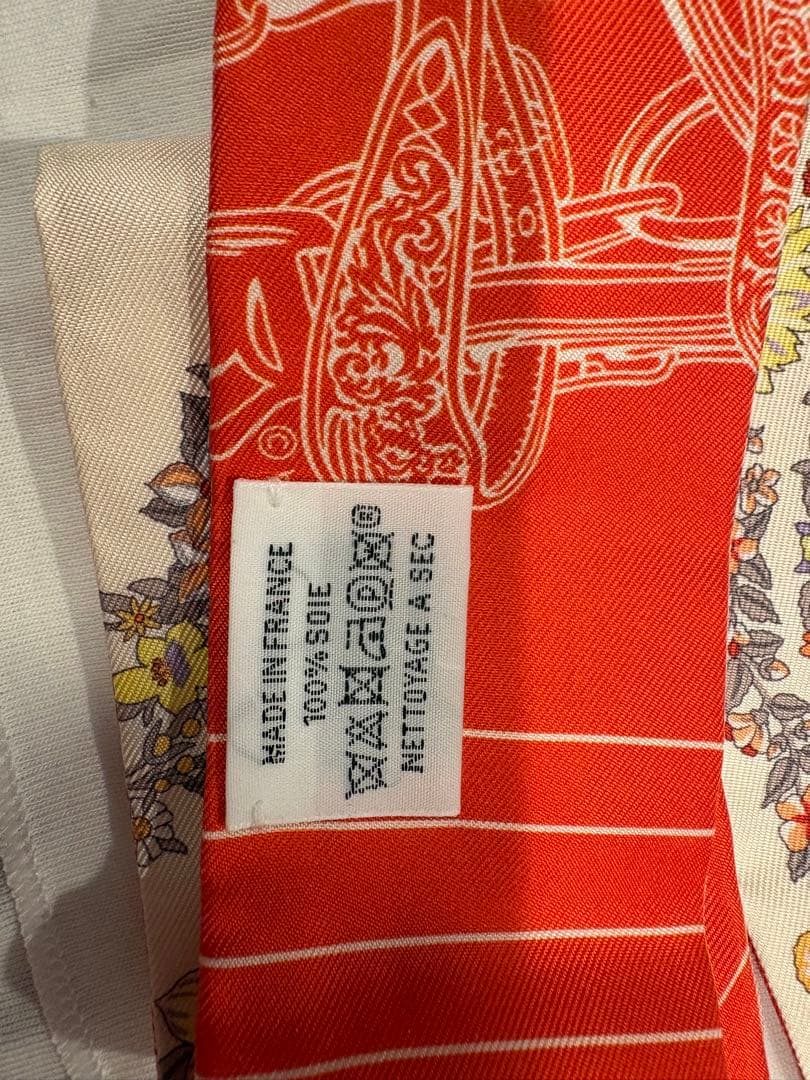 MADE IN FRANCE
100% SOIE
P ®
NETTOYAGE A SEC
©